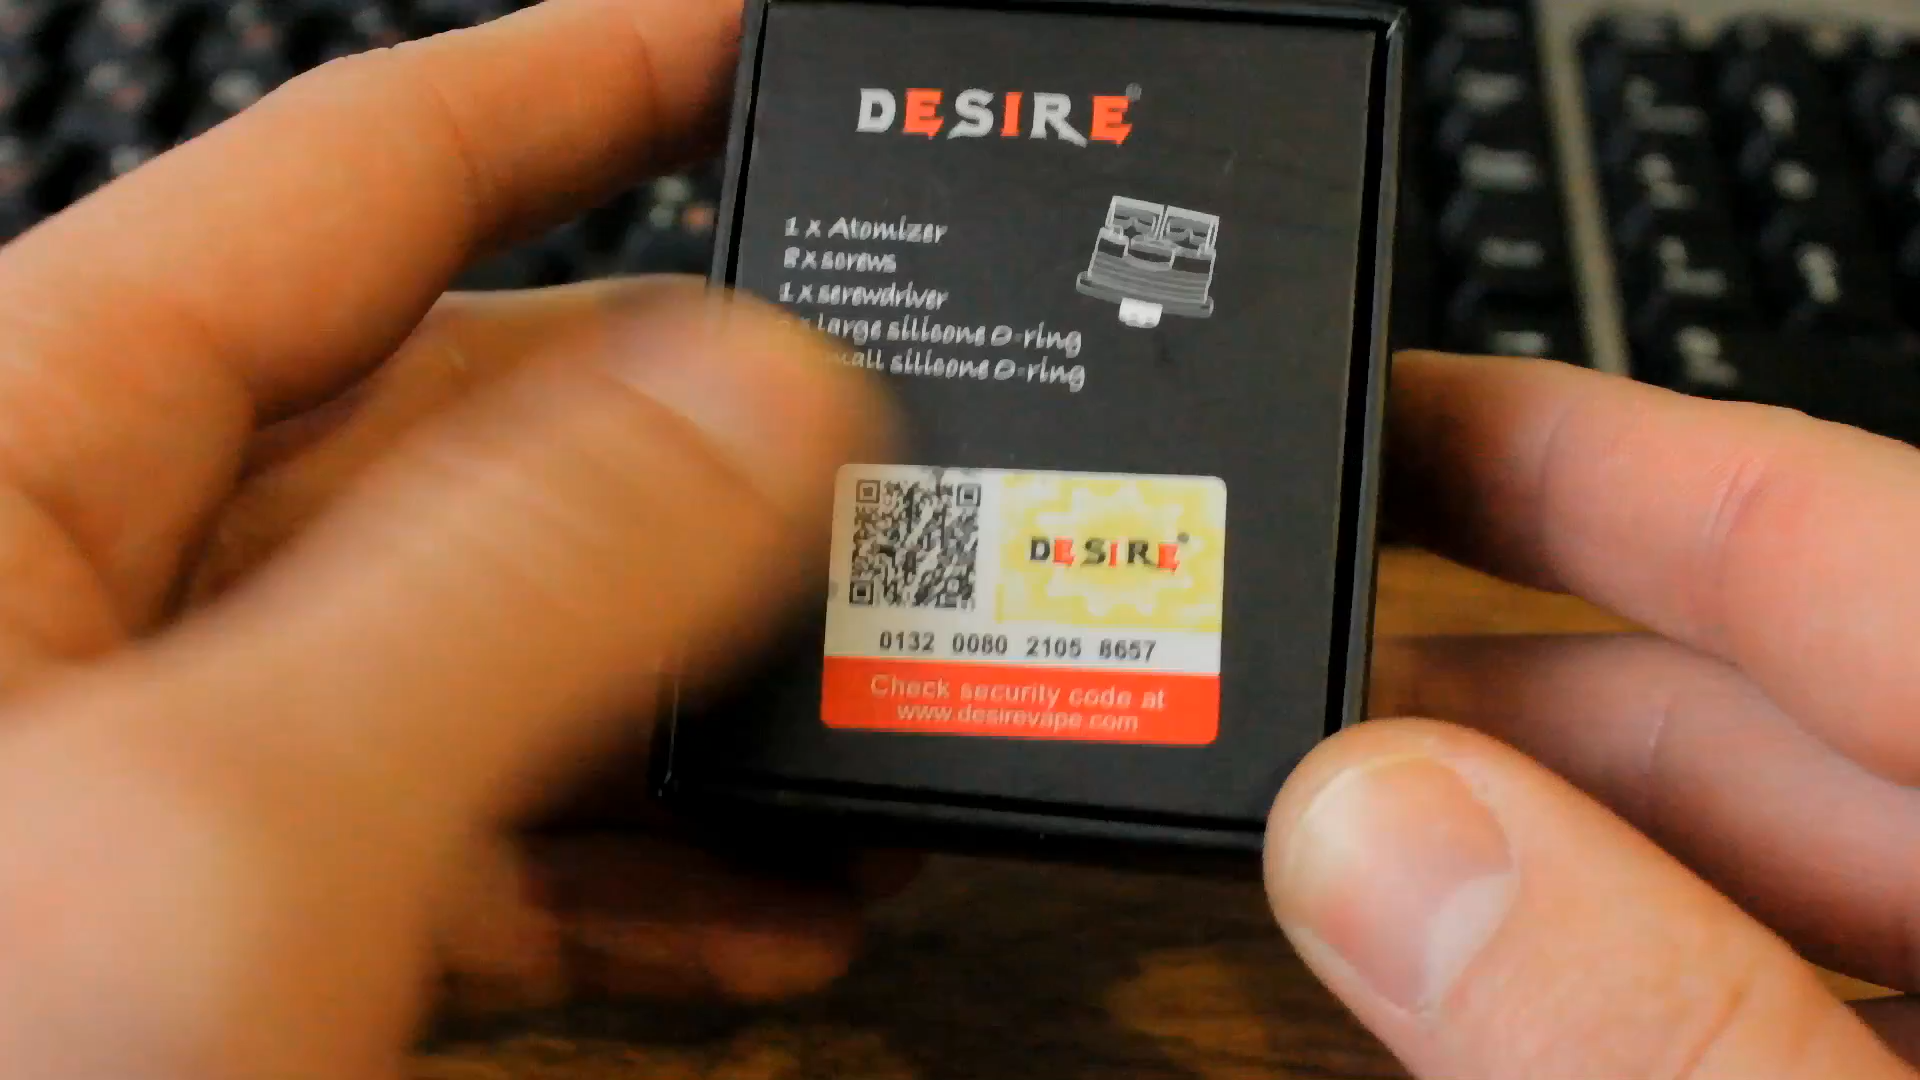 DESIRE®
1 x Atomizer
8 x screws
1 x screwdriver
x large silicone O-ring
small silicone O-ring
DESIRE®
0132 0080 2105 8657
Check security code at
www.desirevape.com